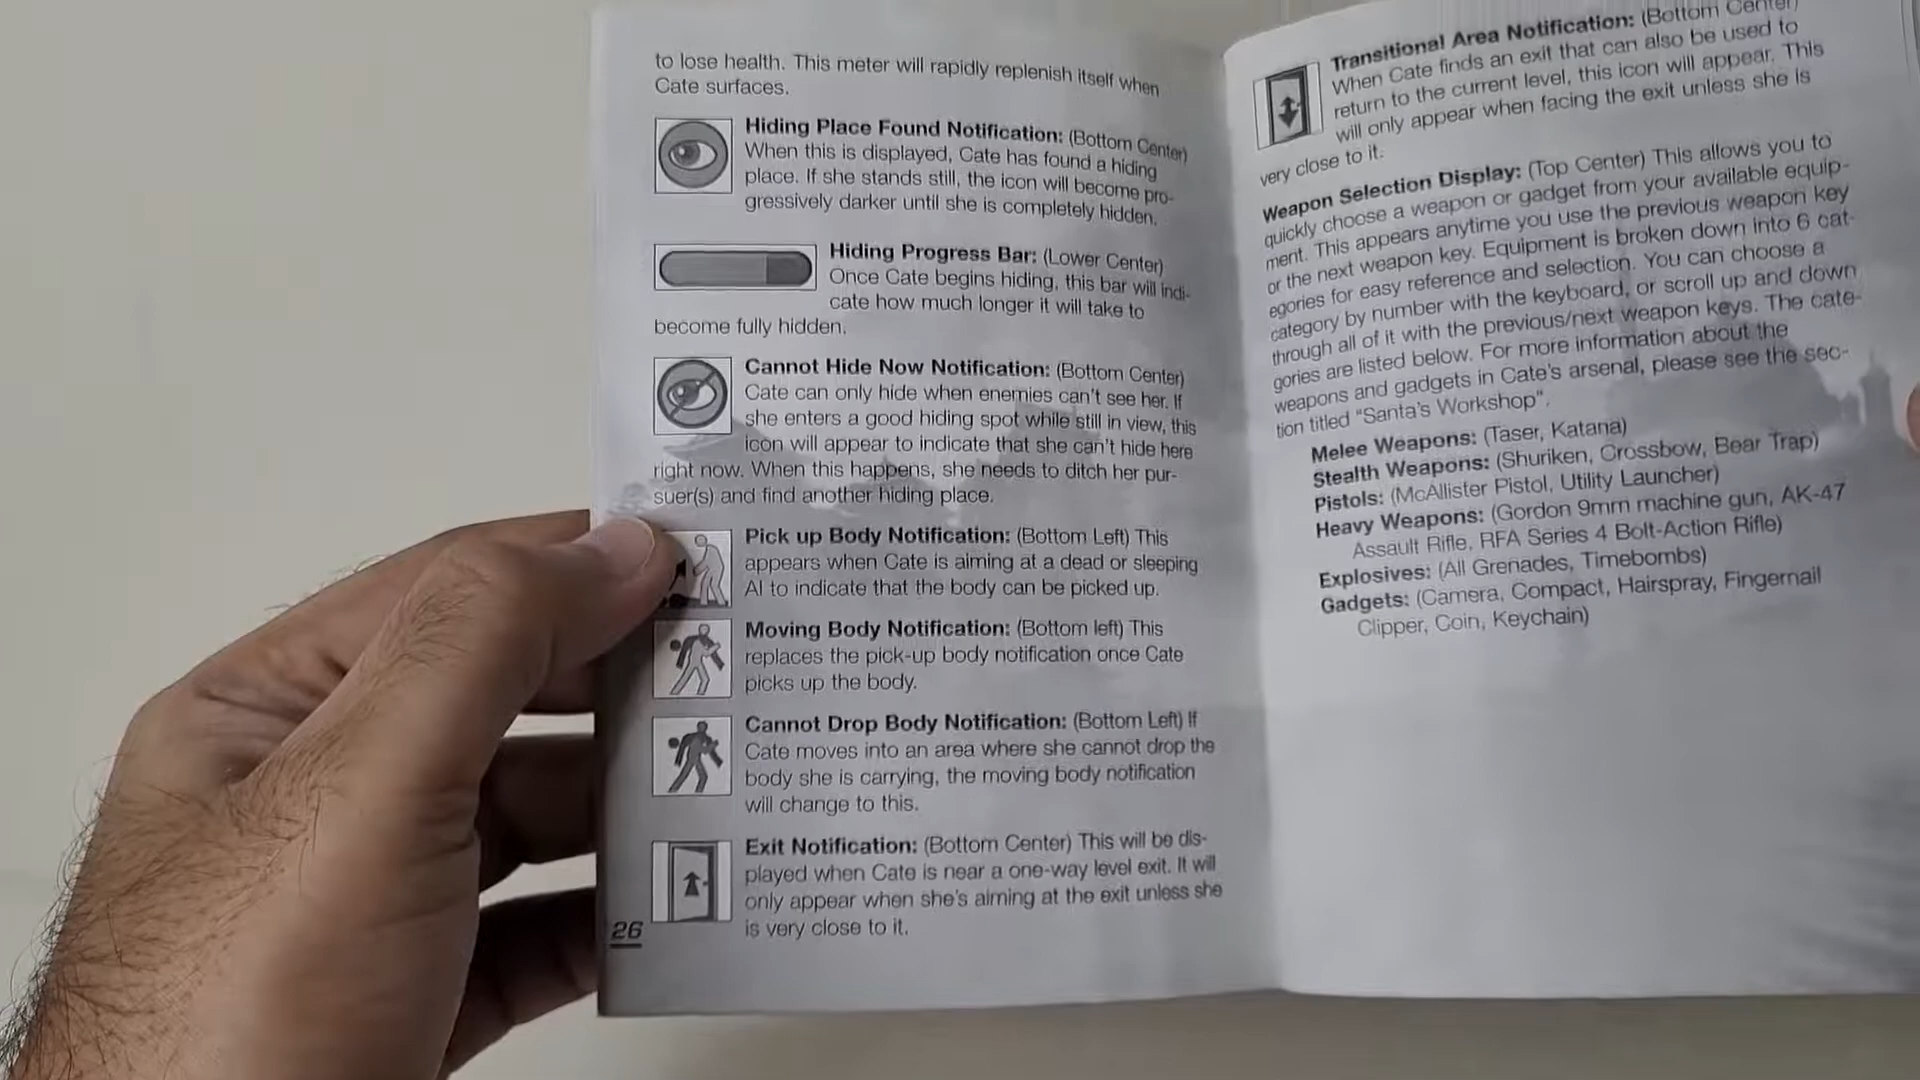 to lose health. This meter will rapidly replenish itself when
Cate surfaces.
Hiding Place Found Notification: (Bottom Center)
When this is displayed, Cate has found a hiding
place. If she stands still, the icon will become pro-
gressively darker until she is completely hidden.
Hiding Progress Bar: (Lower Center)
Once Cate begins hiding, this bar will indi-
cate how much longer it will take to
become fully hidden.
Cannot Hide Now Notification: (Bottom Center)
Cate can only hide when enemies can't see her. If
she enters a good hiding spot while still in view, this
icon will appear to indicate that she can't hide here
right now. When this happens, she needs to ditch her pur-
suer(s) and find another hiding place.
Pick up Body Notification: (Bottom Left) This
appears when Cate is aiming at a dead or sleeping
AI to indicate that the body can be picked up.
Moving Body Notification: (Bottom left) This
replaces the pick-up body notification once Cate
picks up the body.
Cannot Drop Body Notification: (Bottom Left) If
Cate moves into an area where she cannot drop the
body she is carrying, the moving body notification
will change to this.
Exit Notification: (Bottom Center) This will be dis-
played when Cate is near a one-way level exit. It will
only appear when she's aiming at the exit unless she
is very close to it.
26
Transitional Area Notification: (Bottom Center)
When Cate finds an exit that can also be used to
return to the current level, this icon will appear. This
will only appear when facing the exit unless she is
very close to it.
Weapon Selection Display: (Top Center) This allows you to
quickly choose a weapon or gadget from your available equip-
ment. This appears anytime you use the previous weapon key
or the next weapon key. Equipment is broken down into 6 cat-
egories for easy reference and selection. You can choose a
category by number with the keyboard, or scroll up and down
through all of it with the previous/next weapon keys. The cate-
gories are listed below. For more information about the
weapons and gadgets in Cate's arsenal, please see the sec-
tion titled "Santa's Workshop".
Melee Weapons: (Taser, Katana)
Stealth Weapons: (Shuriken, Crossbow, Bear Trap)
Pistols: (McAllister Pistol, Utility Launcher)
Heavy Weapons: (Gordon 9mm machine gun, AK-47
Assault Rifle, RFA Series 4 Bolt-Action Rifle)
Explosives: (All Grenades, Timebombs)
Gadgets: (Camera, Compact, Hairspray, Fingernail
Clipper, Coin, Keychain)